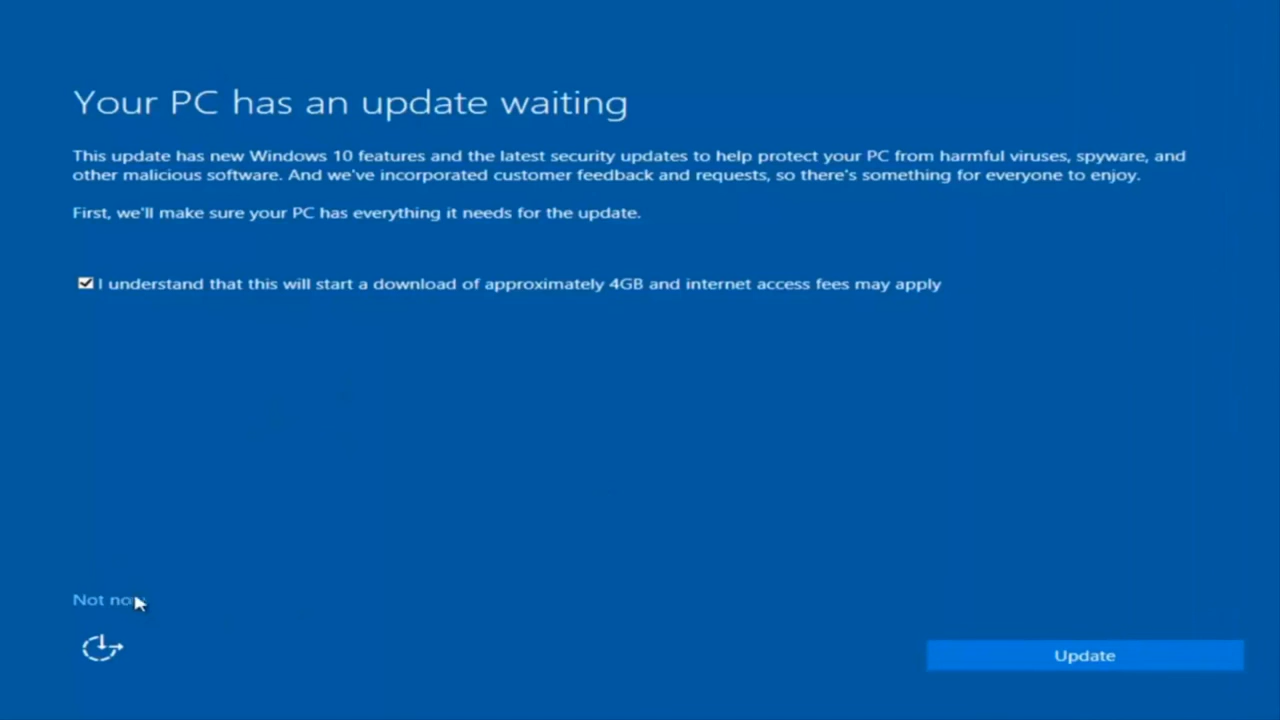 Your PC has an update waiting
This update has new Windows 10 features and the latest security updates to help protect your PC from harmful viruses, spyware, and
other malicious software. And we've incorporated customer feedback and requests, so there's something for everyone to enjoy.
First, we'll make sure your PC has everything it needs for the update.
I understand that this will start a download of approximately 4GB and internet access fees may apply
Not now
Update